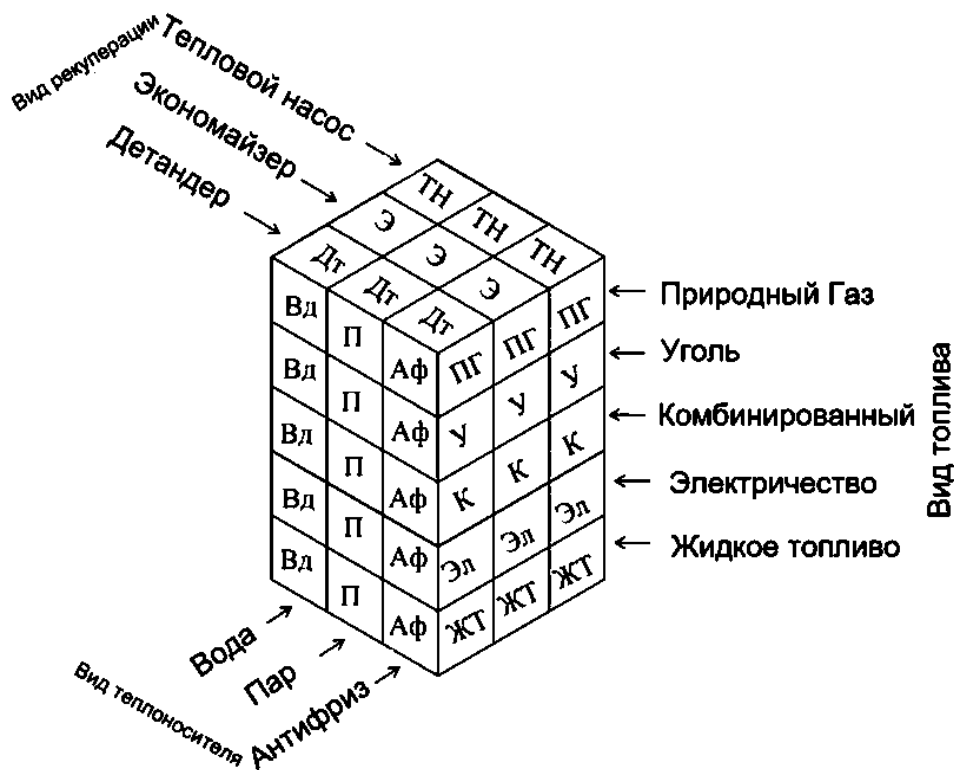 Вид рекуперации
Тепловой насос
Экономайзер
Детандер
ТН
ТН
ТН
Э
Э
Э
Дт
Дт
Дт
Вд П Аф ПГ ПГ ПГ
Вд П Аф У У У
Вд П Аф К К К
Вд П Аф Эл Эл Эл
Вд П Аф ЖТ ЖТ ЖТ
Природный Газ
Уголь
Комбинированный
Электричество
Жидкое топливо
Вид топлива
Вода
Пар
Антифриз
Вид теплоносителя